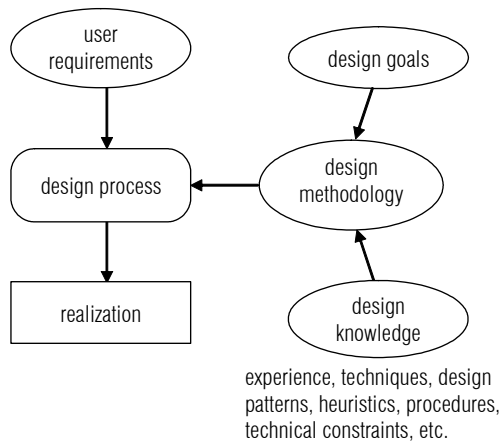 user
requirements
design goals
design process
design
methodology
realization
design
knowledge
experience, techniques, design
patterns, heuristics, procedures,
technical constraints, etc.